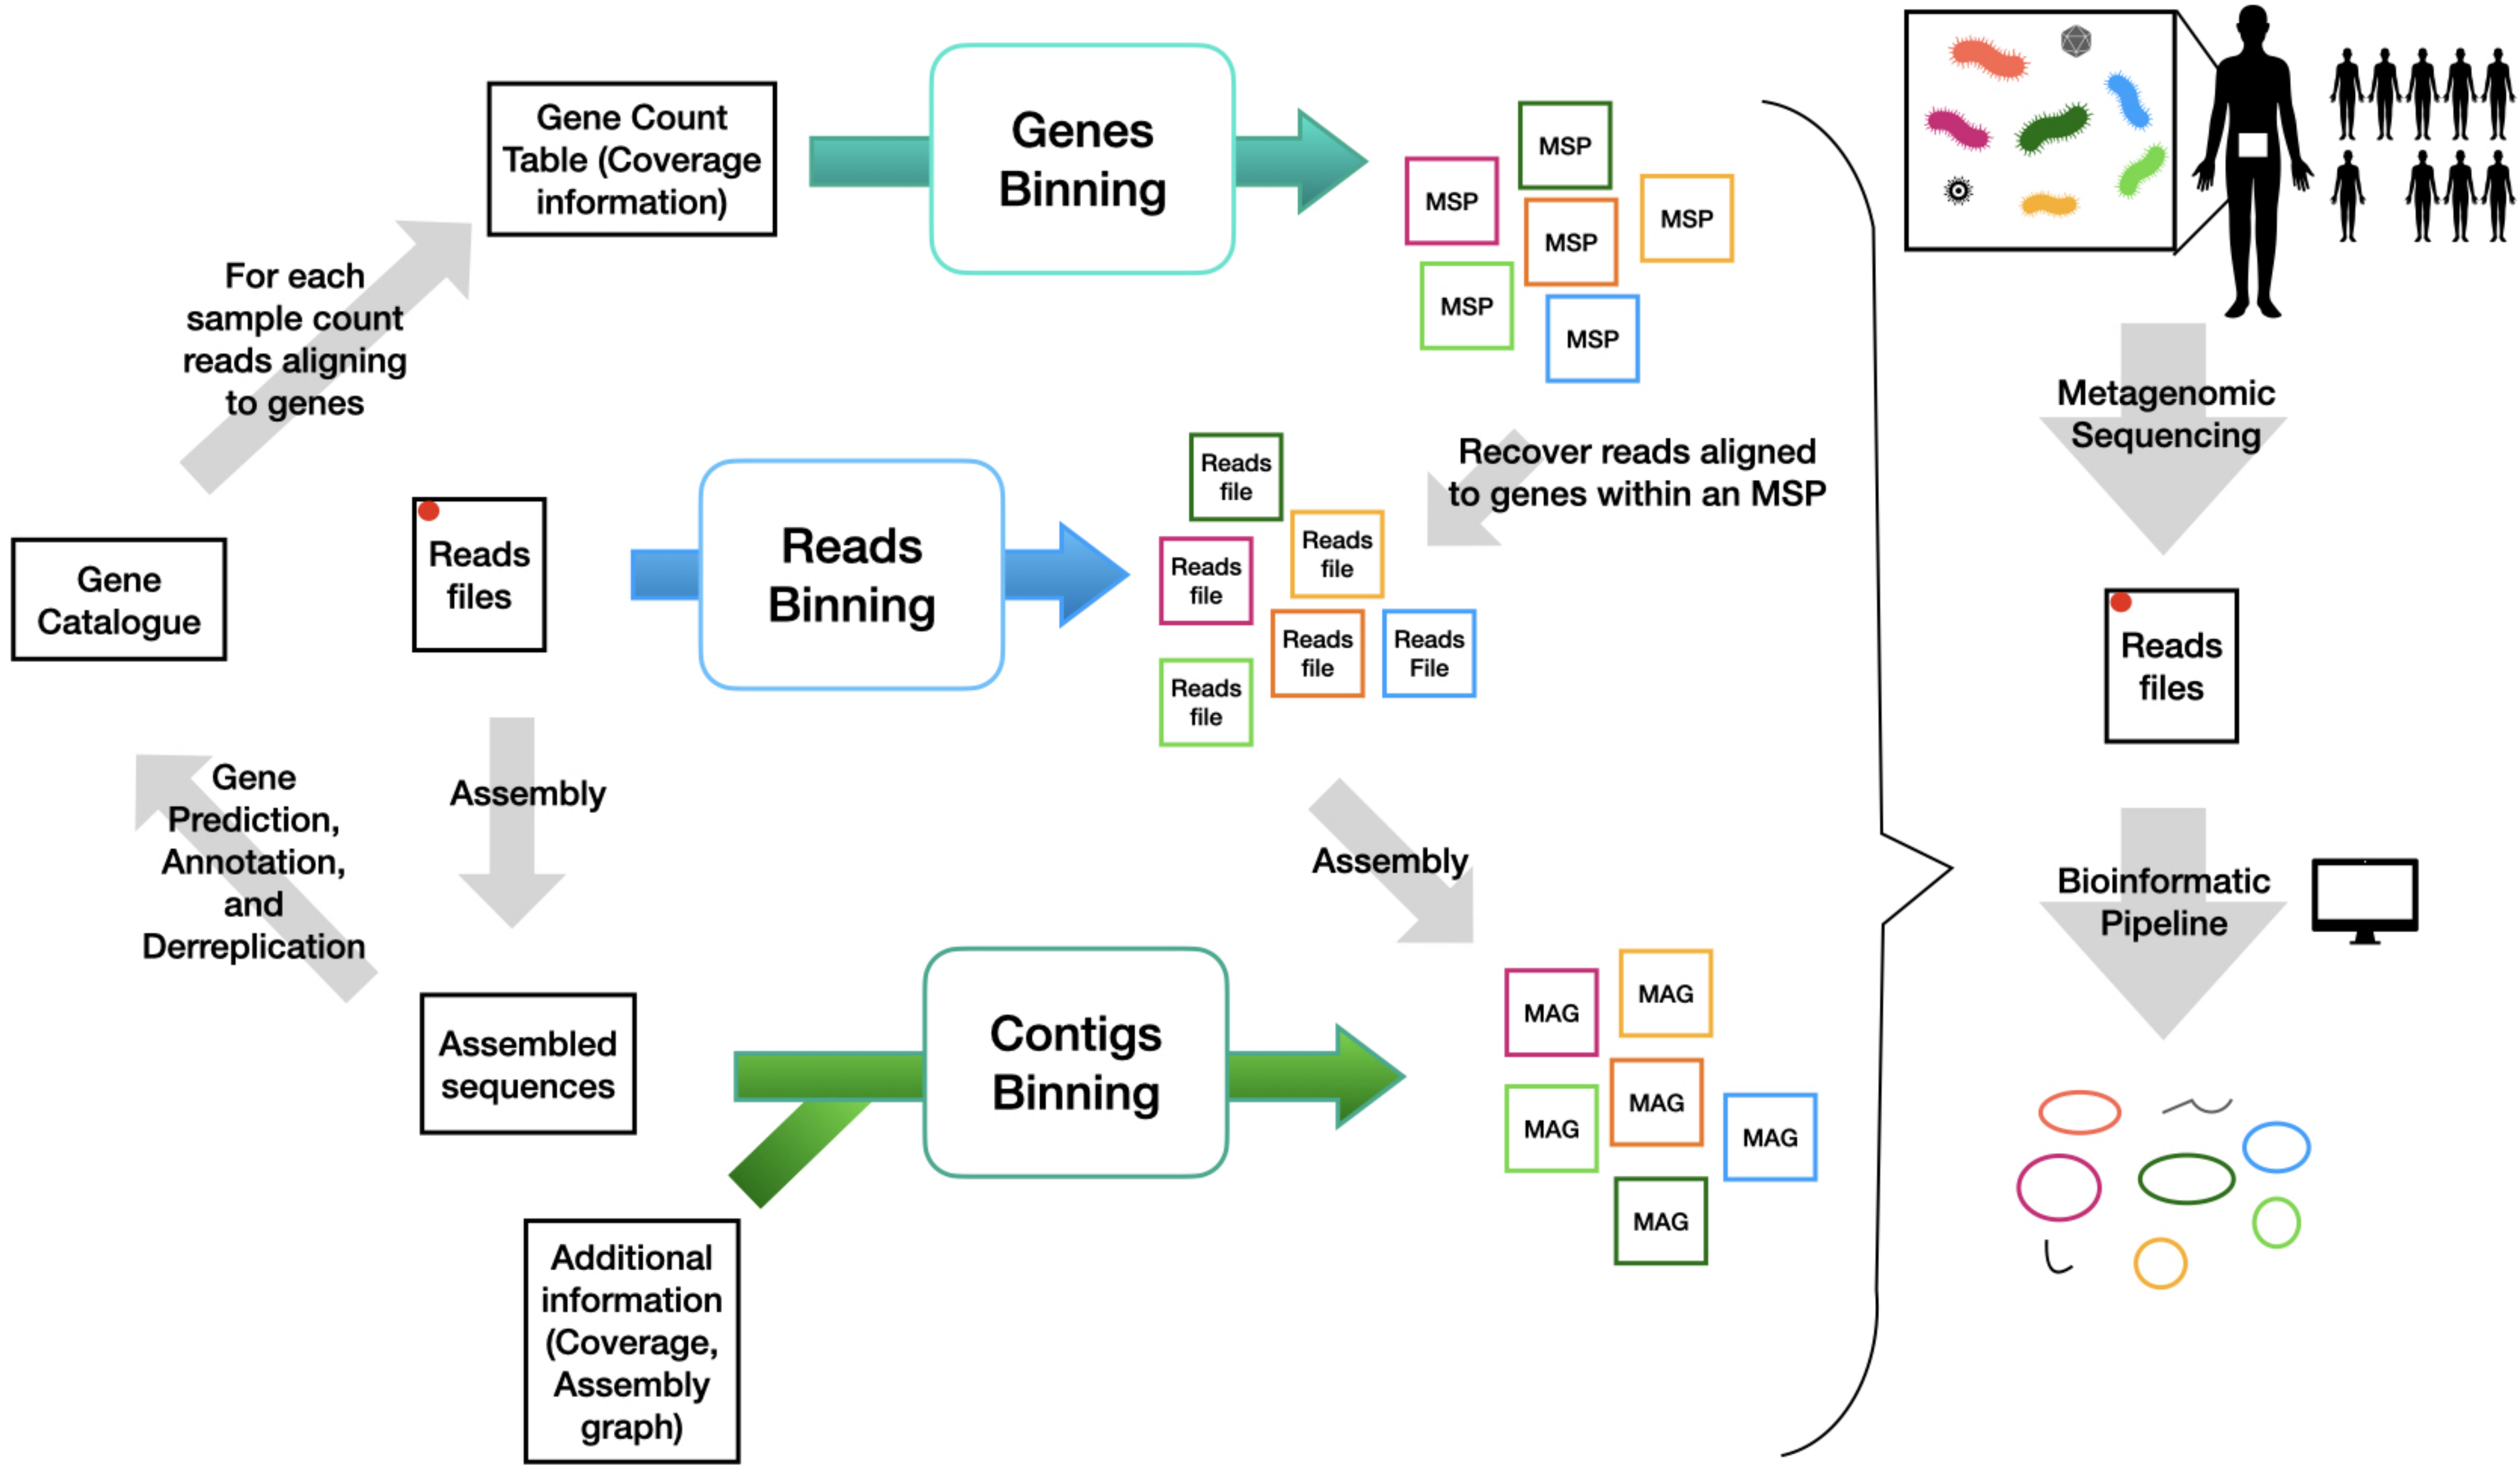 Gene Count
Table (Coverage
information)
Genes
Binning
MSP
MSP
MSP
MSP
MSP
MSP
For each
sample count
reads aligning
to genes
Recover reads aligned
to genes within an MSP
Gene
Catalogue
Reads
files
Reads
Binning
Reads
file
Reads
file
Reads
file
Reads
file
Reads
File
Reads
file
Gene
Prediction,
Annotation,
and
Derreplication
Assembly
Assembly
Assembled
sequences
Contigs
Binning
MAG
MAG
MAG
MAG
MAG
MAG
Additional
information
(Coverage,
Assembly
graph)
Metagenomic
Sequencing
Reads
files
Bioinformatic
Pipeline